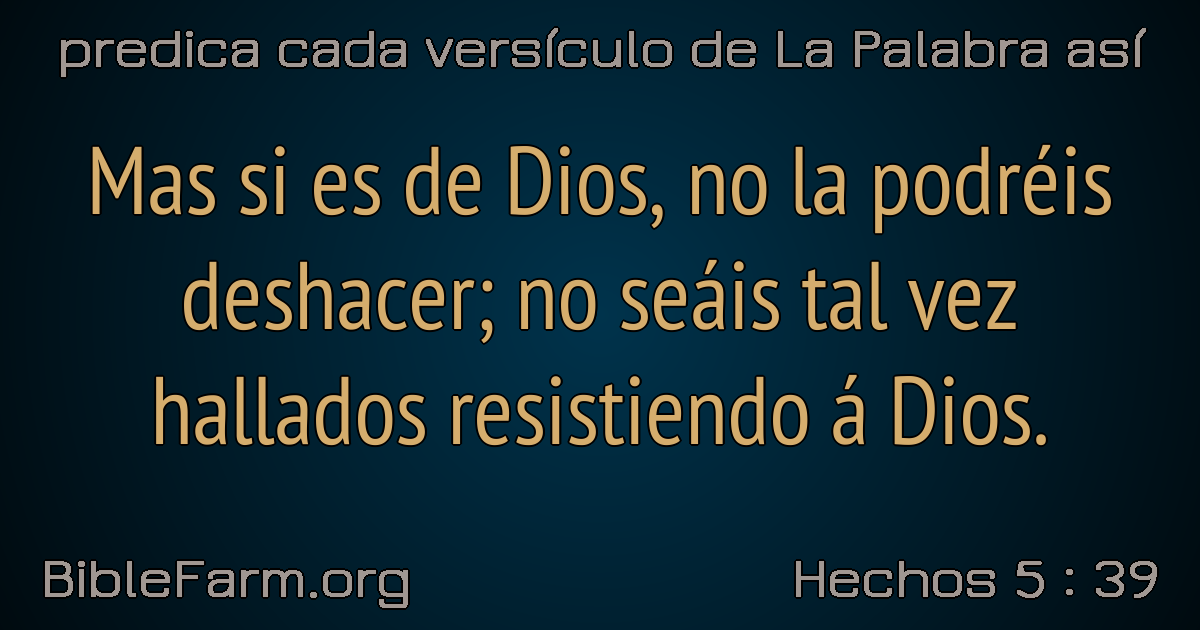 predica cada versículo de La Palabra así
Mas si es de Dios, no la podréis
deshacer; no seáis tal vez
hallados resistiendo á Dios.
BibleFarm.org
Hechos 5 : 39